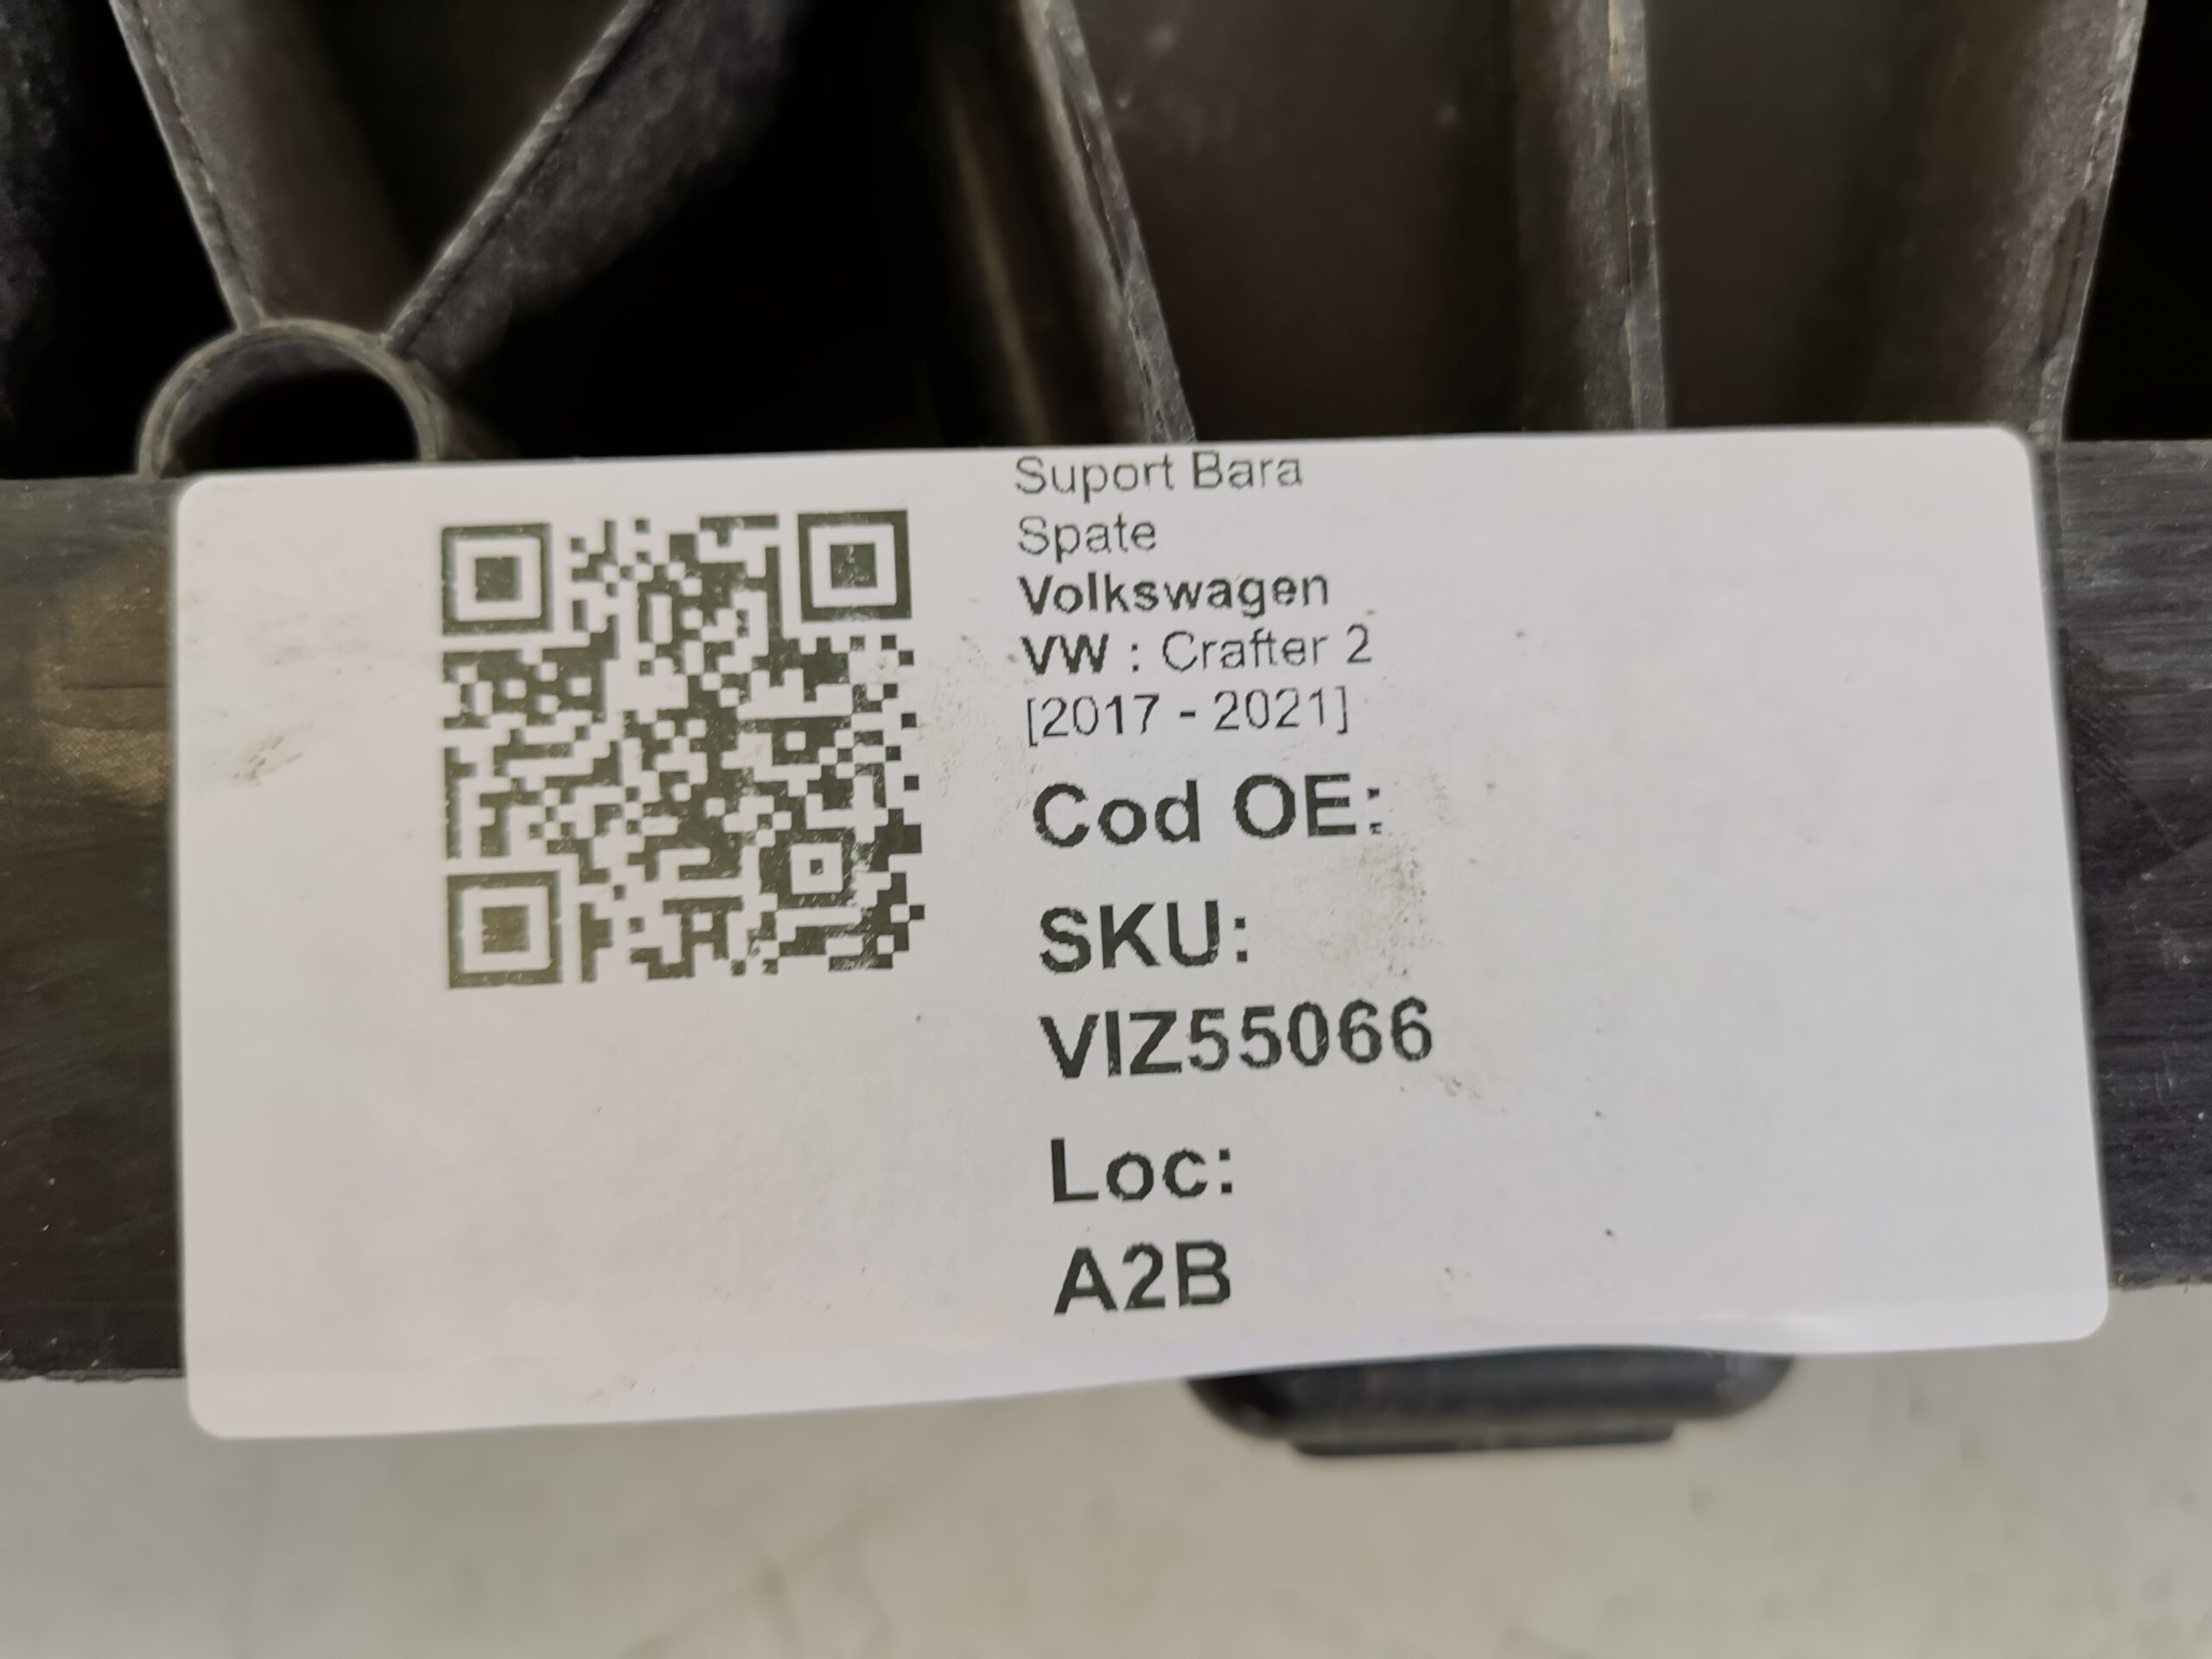 Suport Bara
Spate
Volkswagen
VW : Crafter 2
[2017 - 2021]
Cod OE:
SKU:
VIZ55066
Loc:
A2B